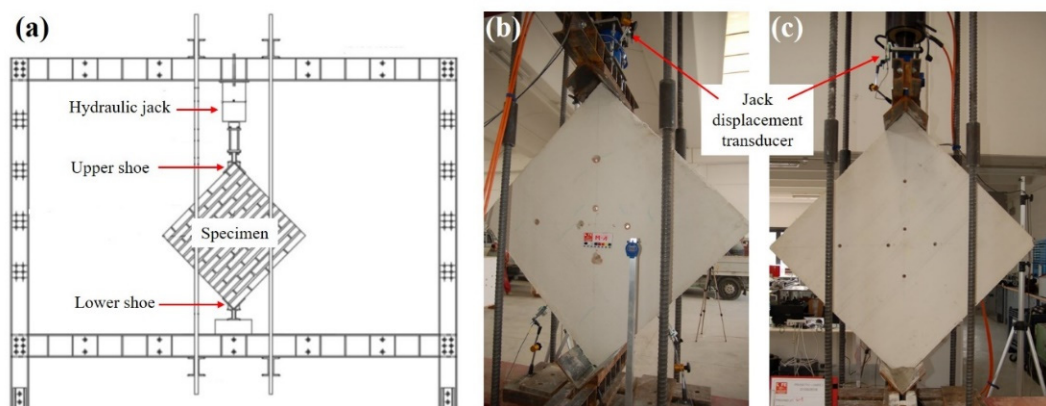 (a)
Hydraulic jack
Upper shoe
Specimen
Lower shoe
(b)
(c)
Jack
displacement
transducer